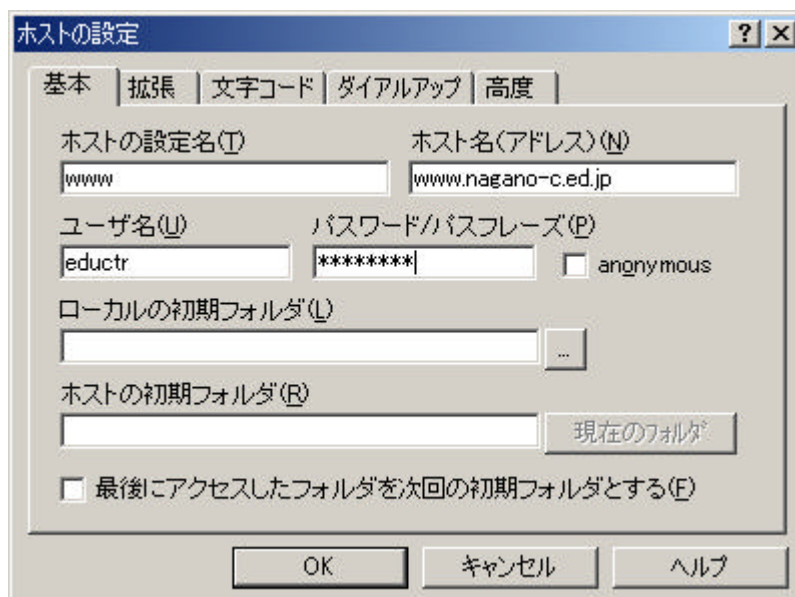 ホストの設定
基本 拡張 文字コード ダイアルアップ 高度
ホストの設定名(T) ホスト名(アドレス)(N)
www www.nagano-c.ed.jp
ユーザ名(U) パスワード/パスフレーズ(P)
eductr ******** anonymous
ローカルの初期フォルダ(L)
...
ホストの初期フォルダ(R)
現在のフォルダ
最後にアクセスしたフォルダを次回の初期フォルダとする(F)
OK キャンセル ヘルプ